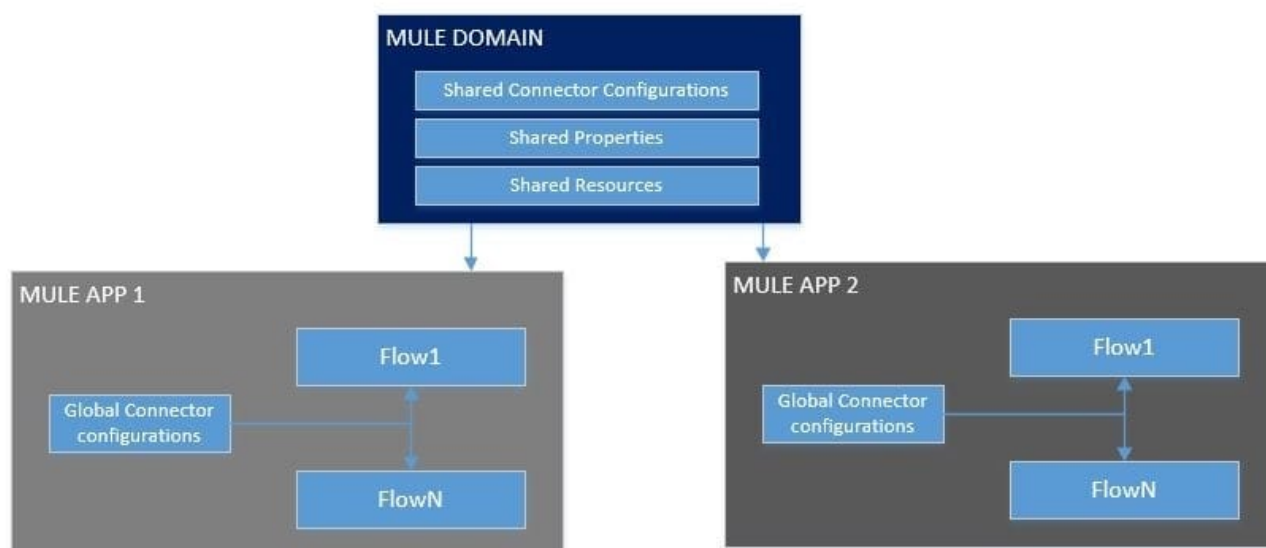 MULE DOMAIN
Shared Connector Configurations
Shared Properties
Shared Resources
MULE APP 1
Flow1
Global Connector
configurations
FlowN
MULE APP 2
Flow1
Global Connector
configurations
FlowN